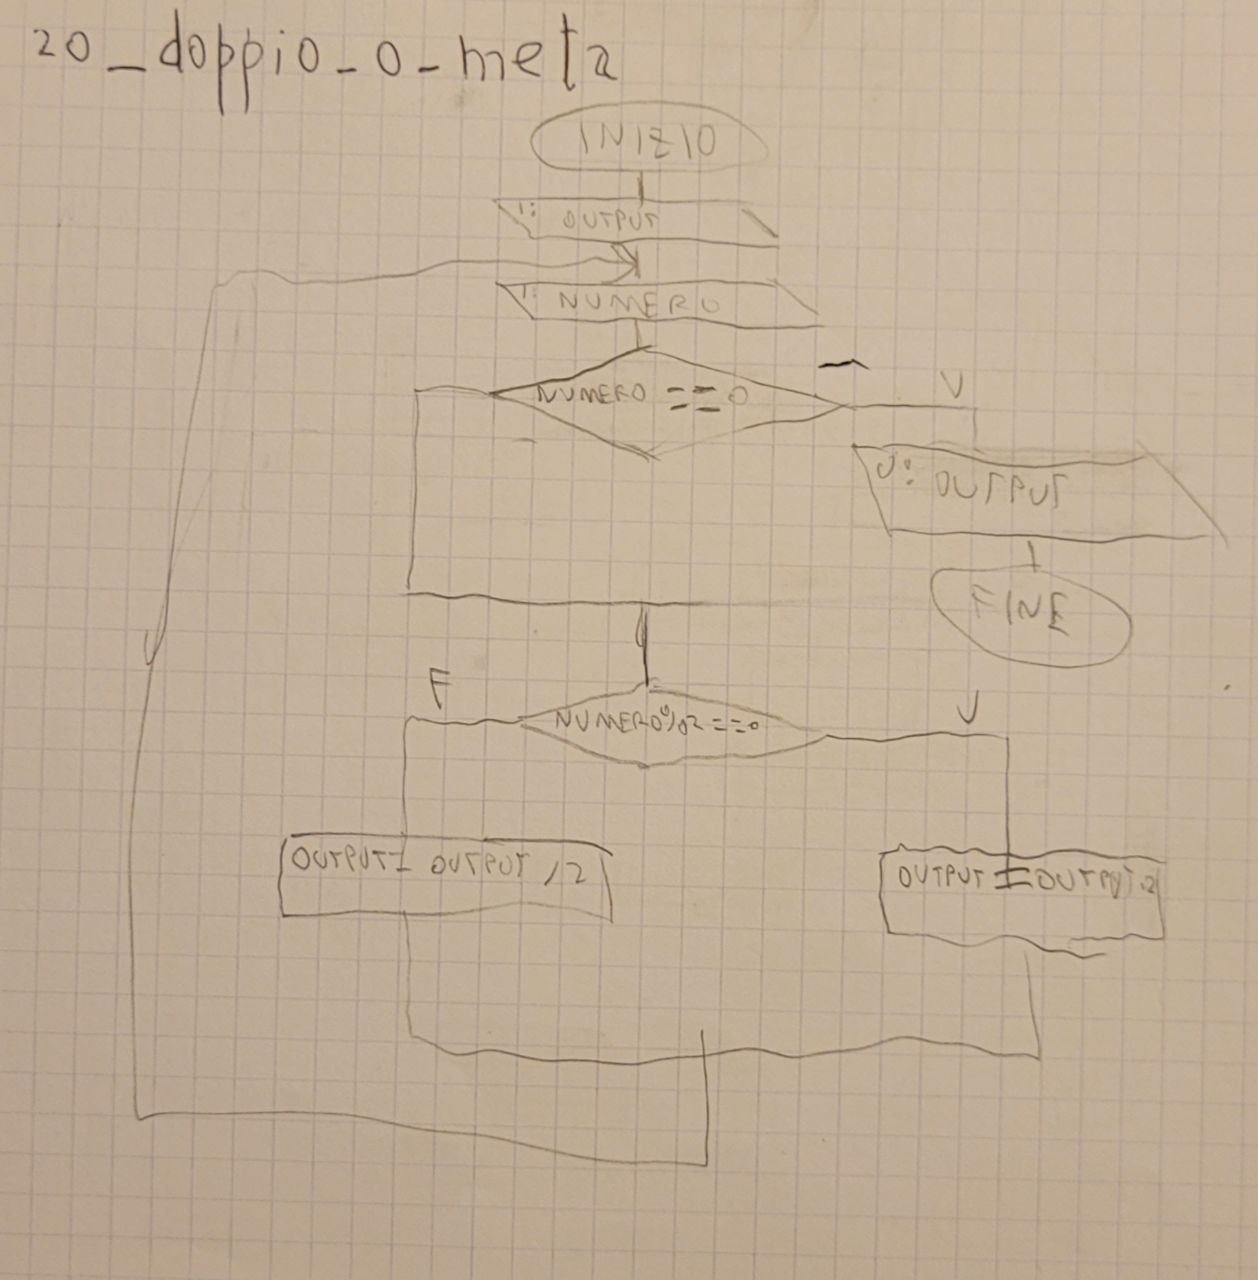 20_doppio_o_meta
INIZIO
i: OUTPUT
i: NUMERO
NUMERO == 0
V
U: OUTPUT
FINE
F
NUMERO%2==0
V
OUTPUT= OUTPUT /2
OUTPUT = OUTPUT·2